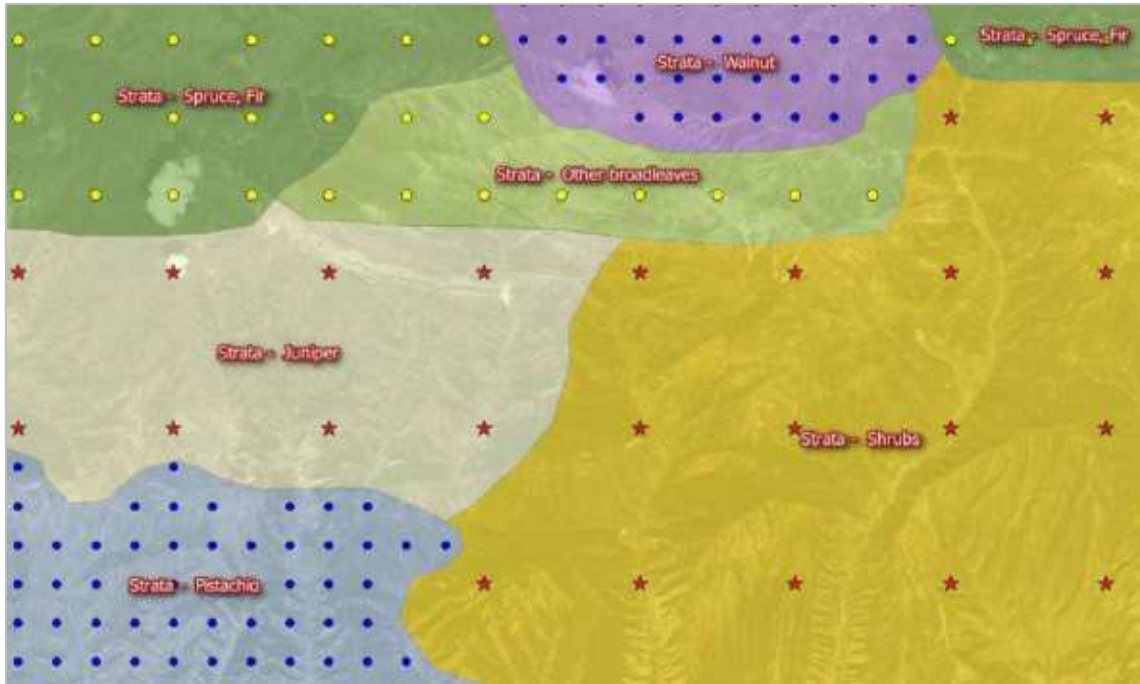 Strata - Spruce, Fir
Strata - Walnut
Strata - Spruce, Fir
Strata - Other broadleaves
Strata - Juniper
Strata - Shrubs
Strata - Pistachio